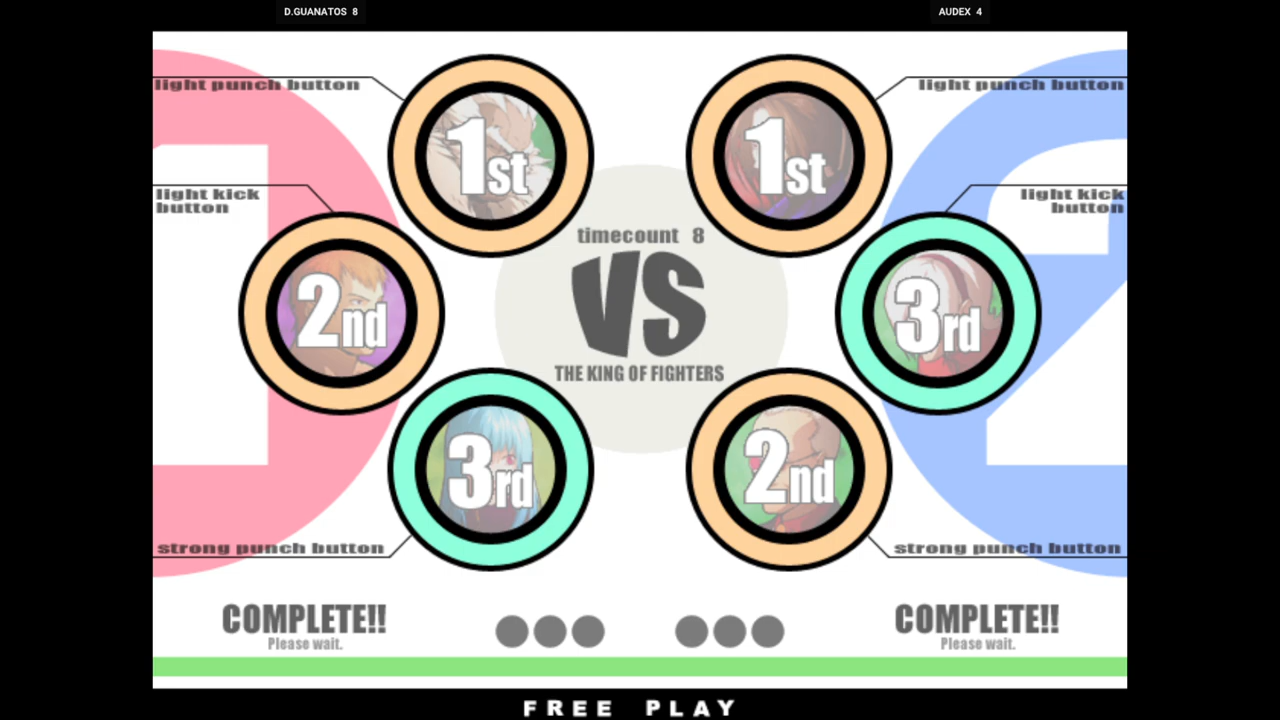 D.GUANATOS 8
AUDEX 4
light punch button
light punch button
1st
1st
light kick
button
light kick
button
timecount 8
2nd
VS
3rd
THE KING OF FIGHTERS
3rd
2nd
strong punch button
strong punch button
1
2
COMPLETE!!
Please wait.
COMPLETE!!
Please wait.
FREE PLAY